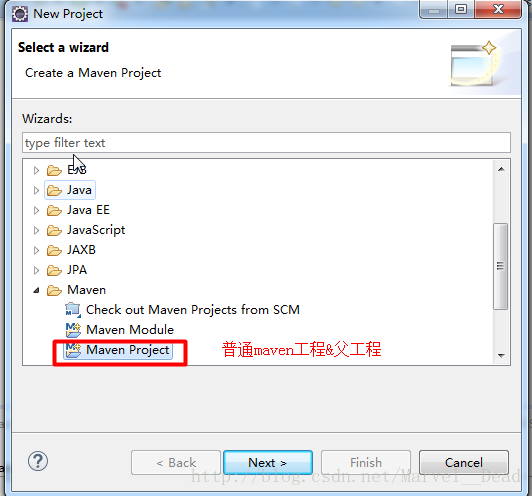 New Project
Select a wizard
Create a Maven Project
Wizards:
type filter text
EJB
Java
Java EE
JavaScript
JAXB
JPA
Maven
Check out Maven Projects from SCM
Maven Module
Maven Project 普通maven工程&父工程
< Back Next > Finish Cancel
http://blog.csdn.net/Marvel__Dead